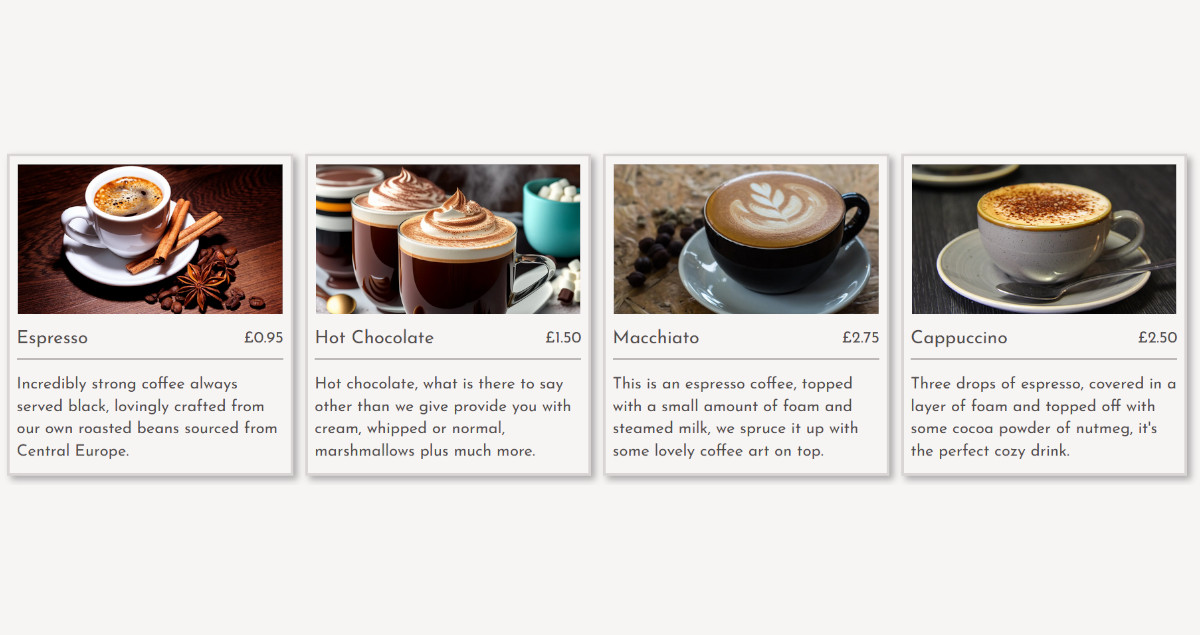 Espresso £0.95
Incredibly strong coffee always
served black, lovingly crafted from
our own roasted beans sourced from
Central Europe.
Hot Chocolate £1.50
Hot chocolate, what is there to say
other than we give provide you with
cream, whipped or normal,
marshmallows plus much more.
Macchiato £2.75
This is an espresso coffee, topped
with a small amount of foam and
steamed milk, we spruce it up with
some lovely coffee art on top.
Cappuccino £2.50
Three drops of espresso, covered in a
layer of foam and topped off with
some cocoa powder of nutmeg, it's
the perfect cozy drink.